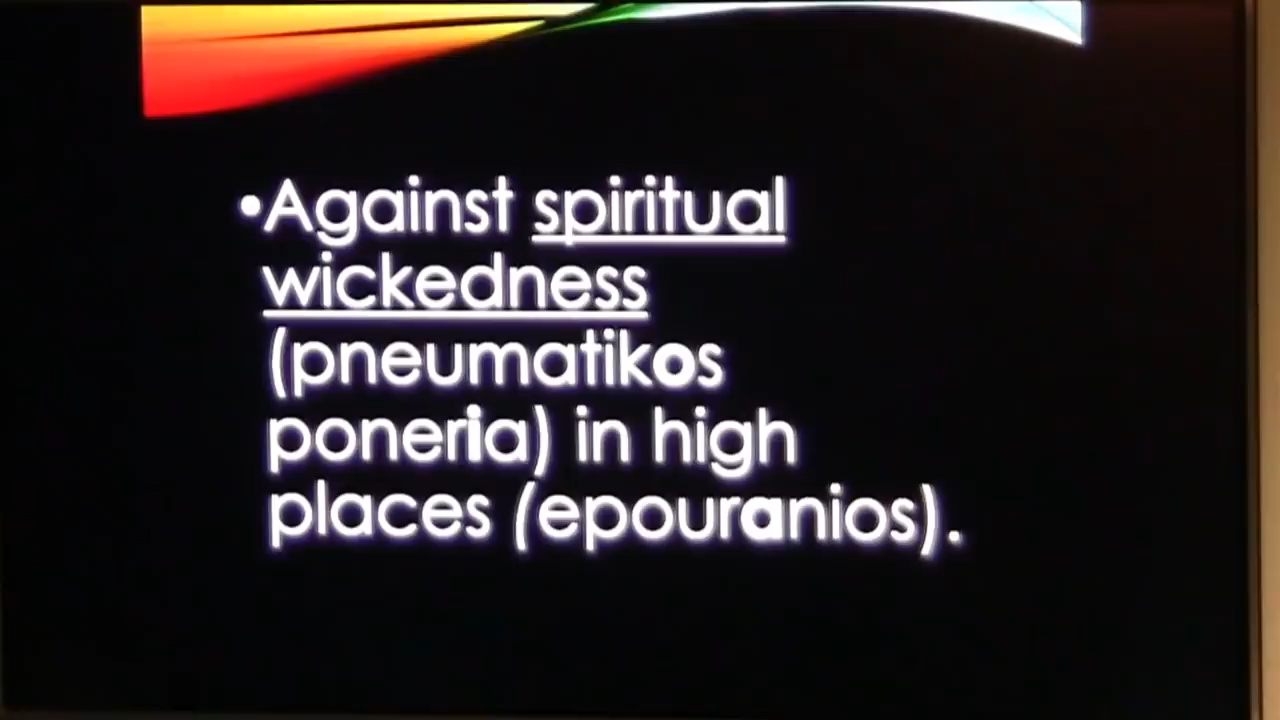 •Against spiritual
wickedness
(pneumatikos
poneria) in high
places (epouranios).